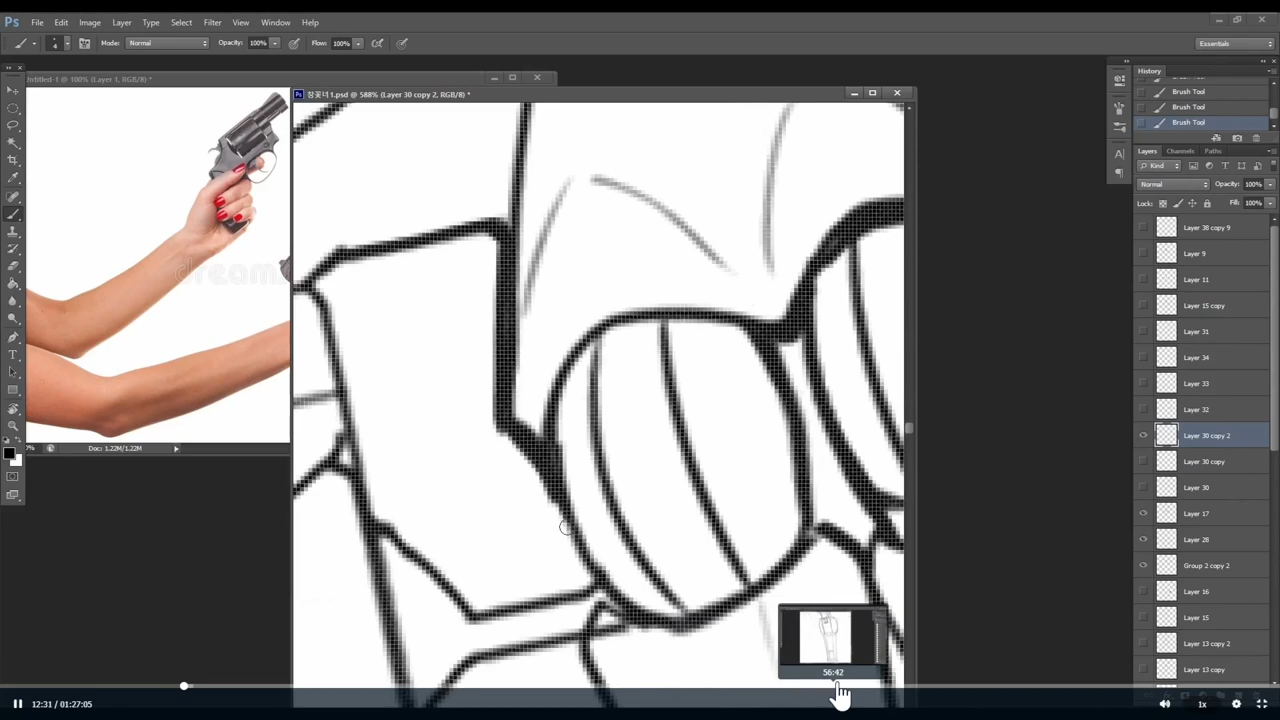 Ps File Edit Image Layer Type Select Filter View Window Help
4 Mode: Normal Opacity: 100% Flow: 100% Essentials
Untitled-1 @ 100% (Layer 1, RGB/8) *
창꽃녀1.psd @ 588% (Layer 30 copy 2, RGB/8) *
dreams
Doc: 1.22M/1.22M
History
Brush Tool
Brush Tool
Brush Tool
Layers Channels Paths
Kind
Normal Opacity: 100%
Lock: Fill: 100%
Layer 38 copy 9
Layer 9
Layer 11
Layer 15 copy
Layer 31
Layer 34
Layer 33
Layer 32
Layer 30 copy 2
Layer 30 copy
Layer 30
Layer 17
Layer 28
Group 2 copy 2
Layer 16
Layer 15
Layer 13 copy 2
Layer 13 copy
56:42
12:31 / 01:27:05 1x